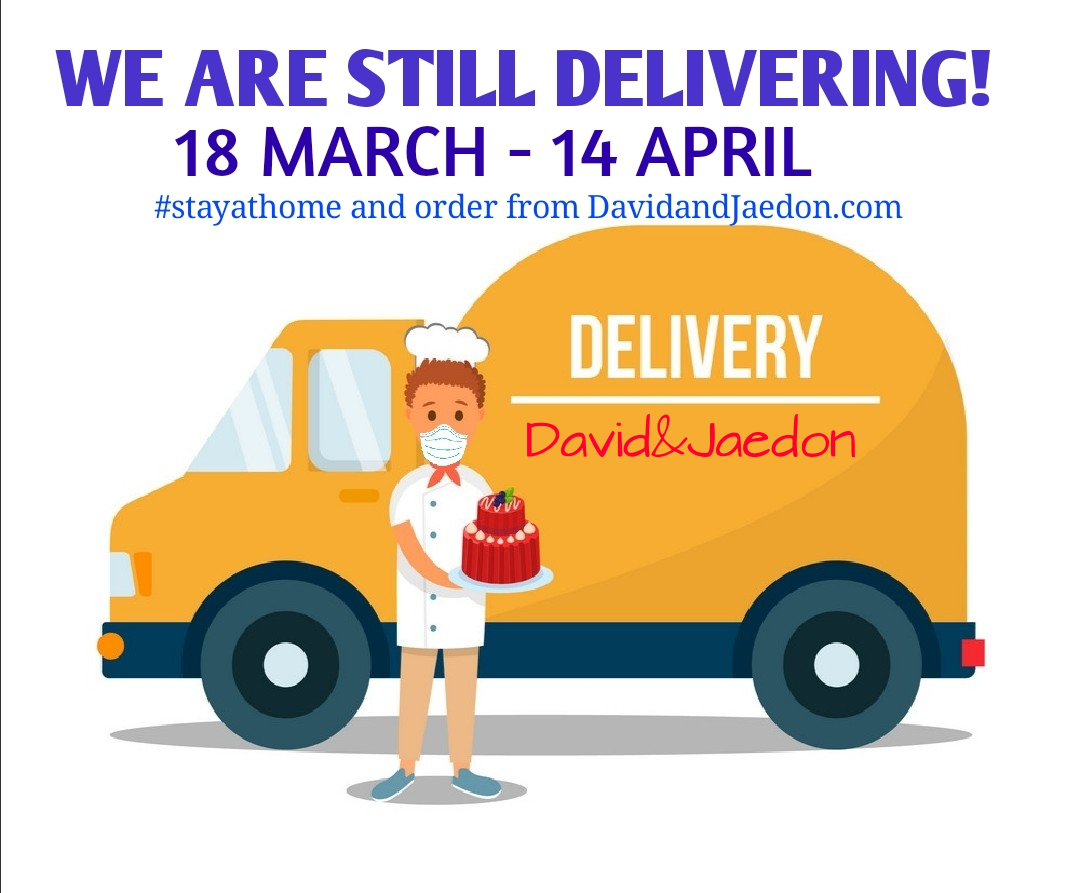 WE ARE STILL DELIVERING!
18 MARCH - 14 APRIL
#stayathome and order from DavidandJaedon.com
DELIVERY
David&Jaedon